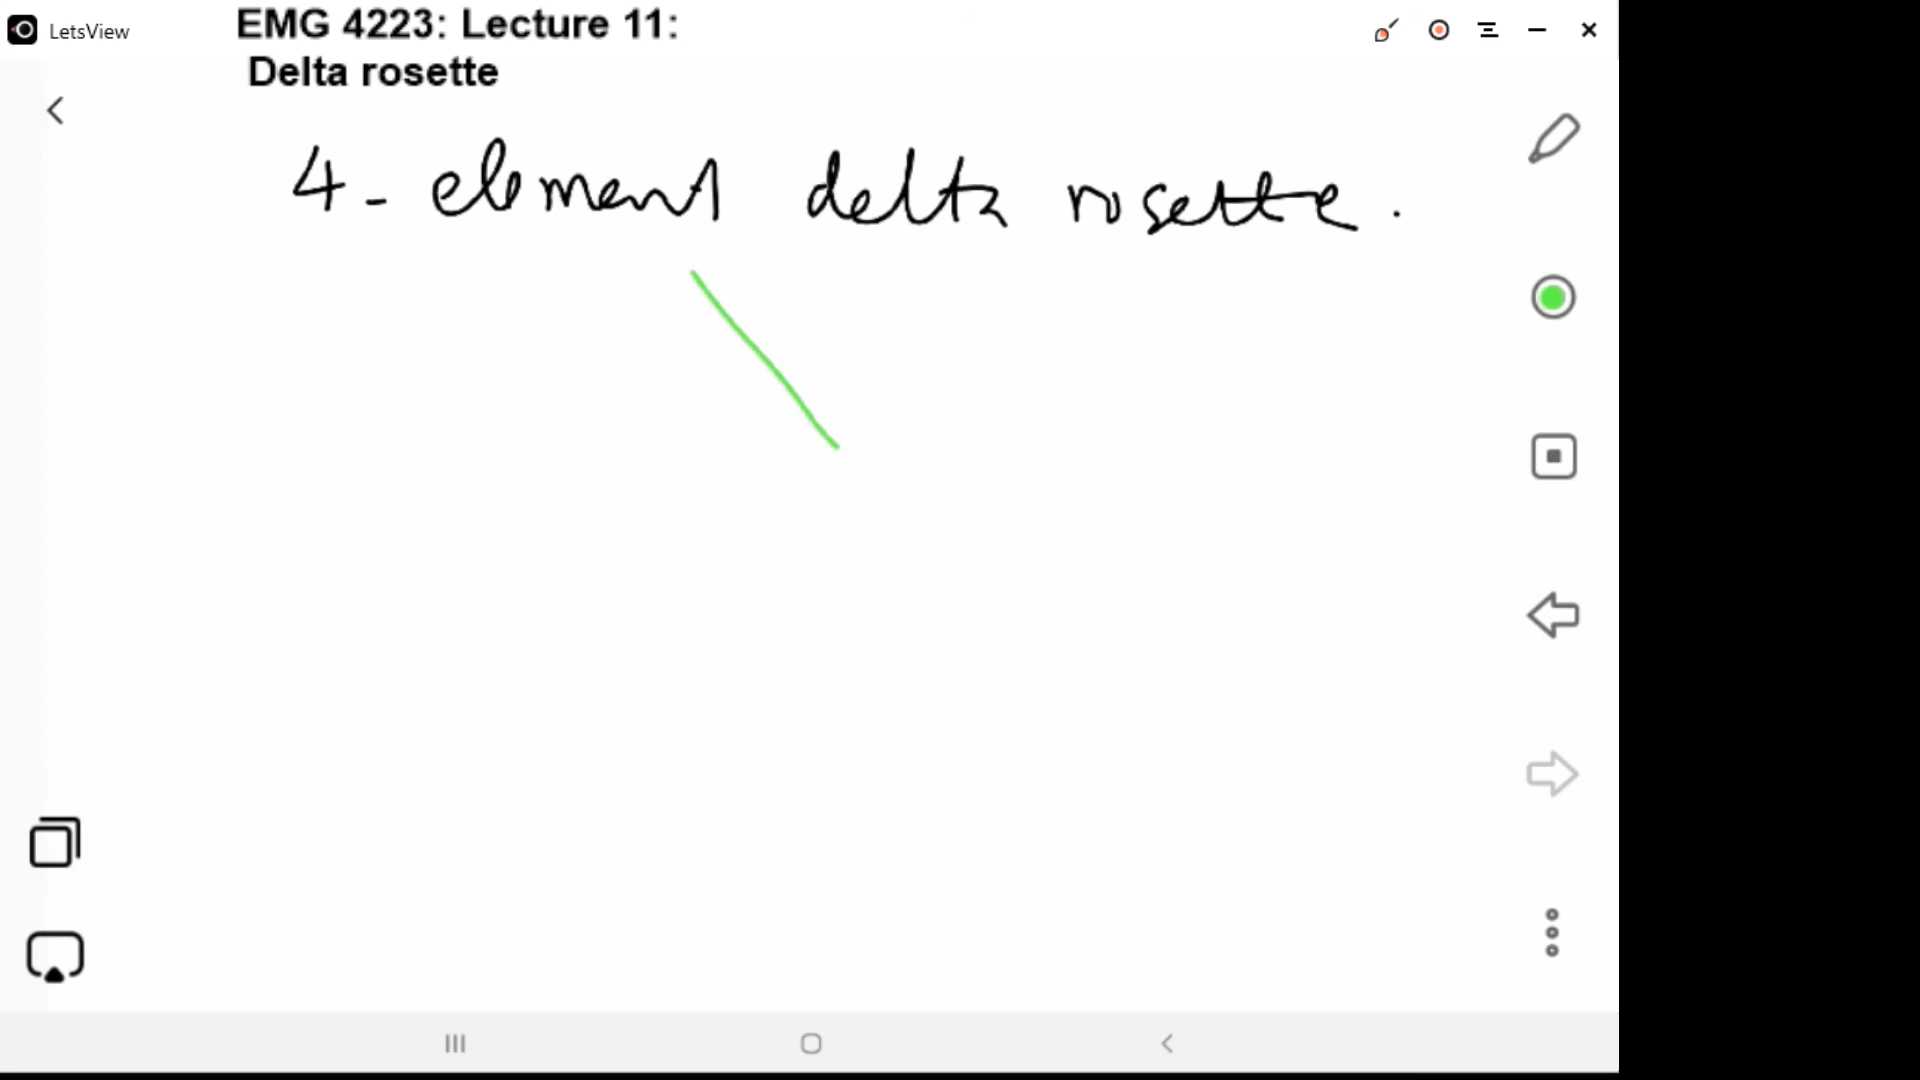 LetsView
EMG 4223: Lecture 11:
Delta rosette
4 - element delta rosette.